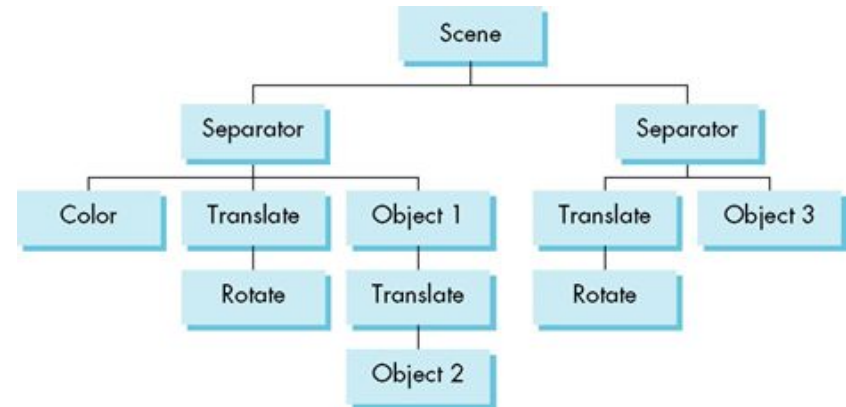 Scene
Separator
Separator
Color
Translate
Object 1
Translate
Object 3
Rotate
Translate
Rotate
Object 2